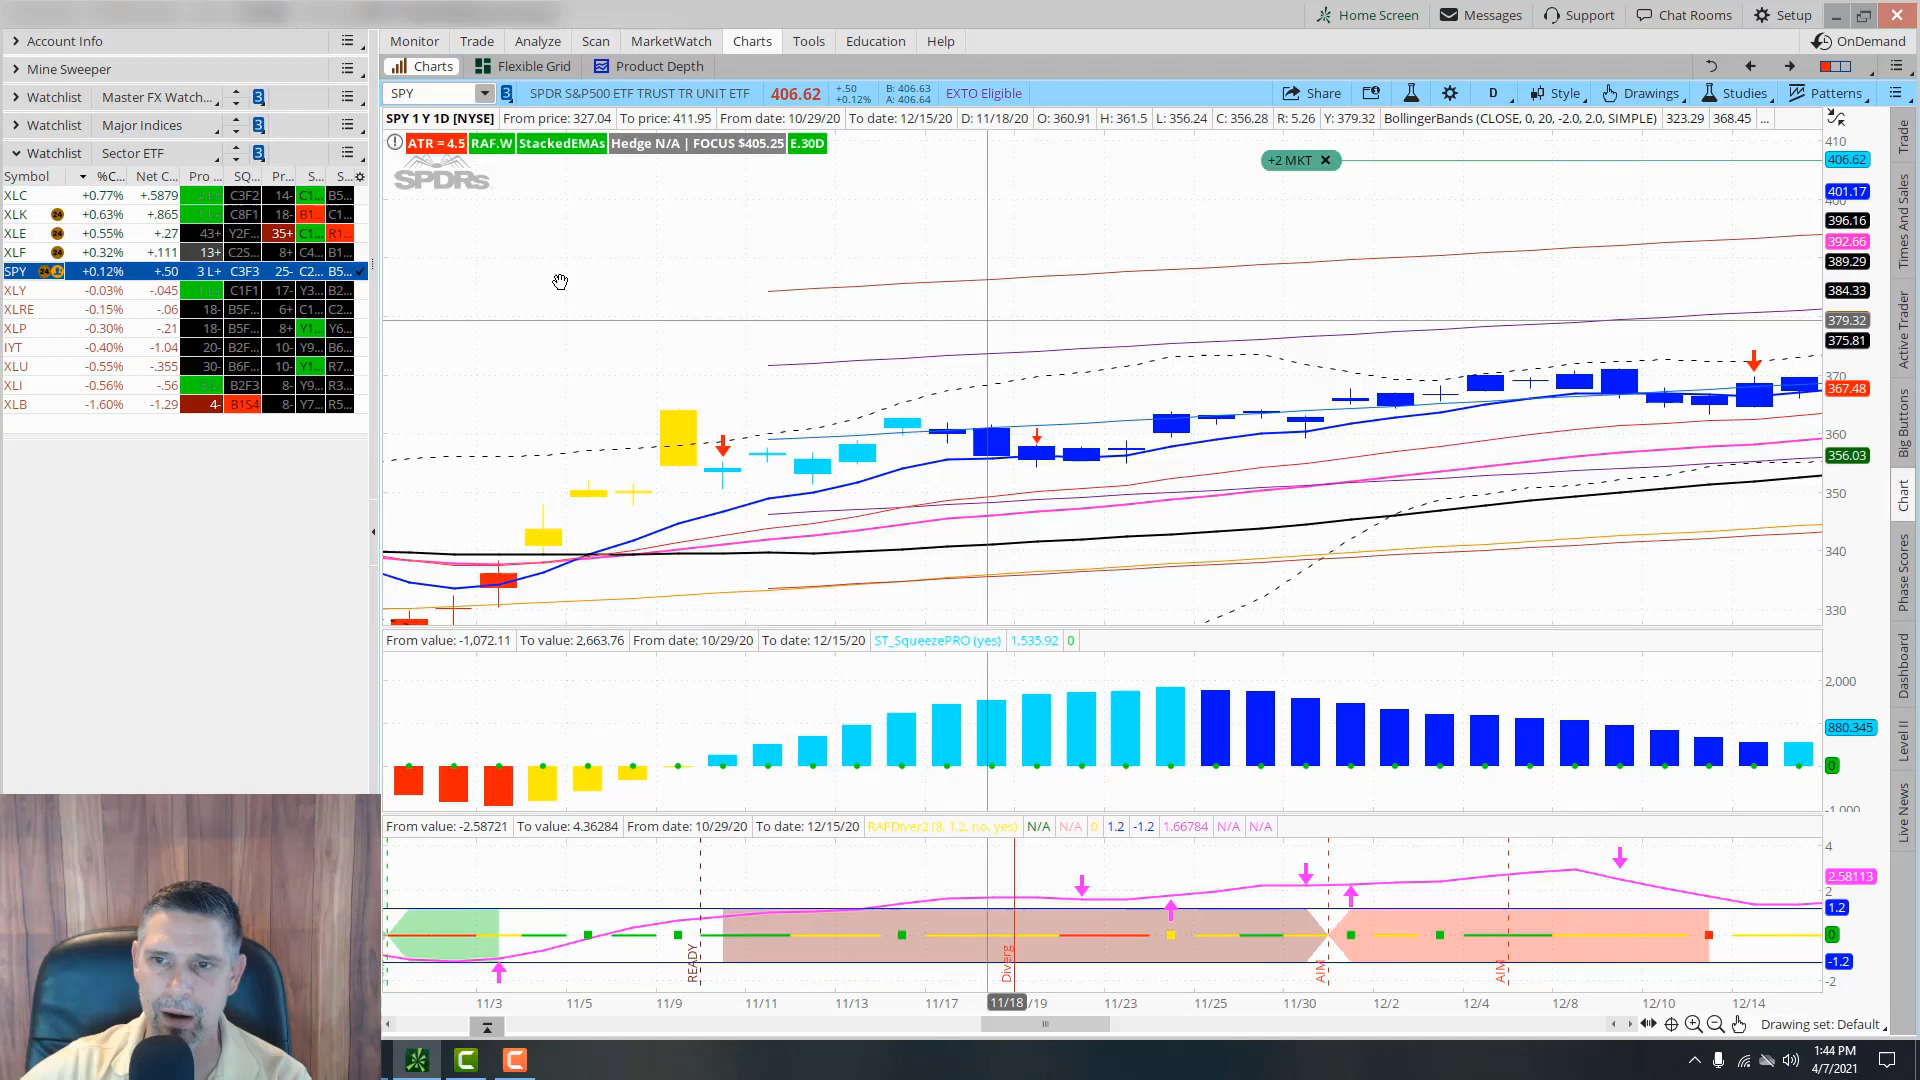 Home Screen Messages Support Chat Rooms Setup
Account Info
Mine Sweeper
Watchlist Master FX Watch... 3
Watchlist Major Indices 3
Watchlist Sector ETF 3
Symbol %C... Net C... Pro ... SQ... Pr... S... S...
XLC +0.77% +.5879 C3F2 14- C1... B5...
XLK 24 +0.63% +.865 C8F1 18- B1... C1...
XLE 24 +0.55% +.27 43+ Y2F... 35+ C1... R1...
XLF 24 +0.32% +.111 13+ C2S... 8+ C4... B1...
SPY 24 +0.12% +.50 3 L+ C3F3 25- C2... B5...
XLY -0.03% -.045 C1F1 17- Y3... B2...
XLRE -0.15% -.06 18- B5F... 6+ C1... C2...
XLP -0.30% -.21 18- B5F... 8+ Y1... Y6...
IYT -0.40% -1.04 20- B2F... 10- Y9... B6...
XLU -0.55% -.355 30- B6F... 10- Y1... R7...
XLI -0.56% -.56 B2F3 8- Y9... R3...
XLB -1.60% -1.29 4- B1S4 8- Y7... R5...
Monitor Trade Analyze Scan MarketWatch Charts Tools Education Help OnDemand
Charts Flexible Grid Product Depth
SPY 3 SPDR S&P500 ETF TRUST TR UNIT ETF 406.62 +.50 +0.12% B: 406.63 A: 406.64 EXTO Eligible Share D Style Drawings Studies Patterns
SPY 1 Y 1D [NYSE] From price: 327.04 To price: 411.95 From date: 10/29/20 To date: 12/15/20 D: 11/18/20 O: 360.91 H: 361.5 L: 356.24 C: 356.28 R: 5.26 Y: 379.32 BollingerBands (CLOSE, 0, 20, -2.0, 2.0, SIMPLE) 323.29 368.45 ...
ATR = 4.5 RAF.W StackedEMAs Hedge N/A | FOCUS $405.25 E.30D
SPDRs
+2 MKT
410
406.62
401.17
400
396.16
392.66
389.29
384.33
379.32
375.81
370
367.48
360
356.03
350
340
330
From value: -1,072.11 To value: 2,663.76 From date: 10/29/20 To date: 12/15/20 ST_SqueezePRO (yes) 1,535.92 0
2,000
880.345
0
-1,000
From value: -2.58721 To value: 4.36284 From date: 10/29/20 To date: 12/15/20 RAFDiver2 (8, 1.2, no, yes) N/A N/A 0 1.2 -1.2 1.66784 N/A N/A
4
2.58113
2
1.2
0
-1.2
-2
READY
Diverg
AIM
AIM
11/3 11/5 11/9 11/11 11/13 11/17 11/18 /19 11/23 11/25 11/30 12/2 12/4 12/8 12/10 12/14
Drawing set: Default
Trade
Times And Sales
Active Trader
Big Buttons
Chart
Phase Scores
Dashboard
Level II
Live News
1:44 PM
4/7/2021